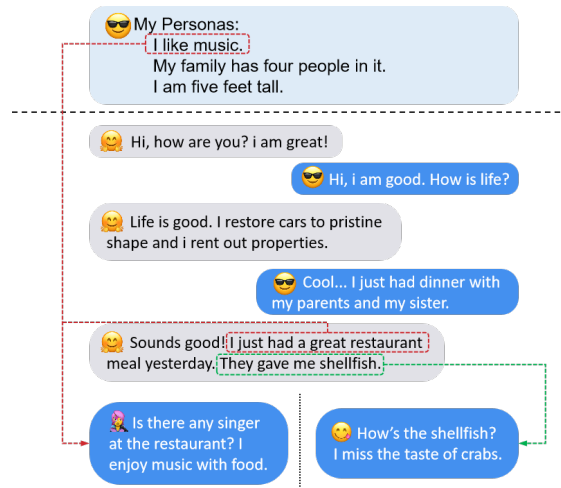 My Personas:
I like music.
My family has four people in it.
I am five feet tall.
Hi, how are you? i am great!
Hi, i am good. How is life?
Life is good. I restore cars to pristine
shape and i rent out properties.
Cool... I just had dinner with
my parents and my sister.
Sounds good! I just had a great restaurant
meal yesterday. They gave me shellfish.
Is there any singer
at the restaurant? I
enjoy music with food.
How's the shellfish?
I miss the taste of crabs.